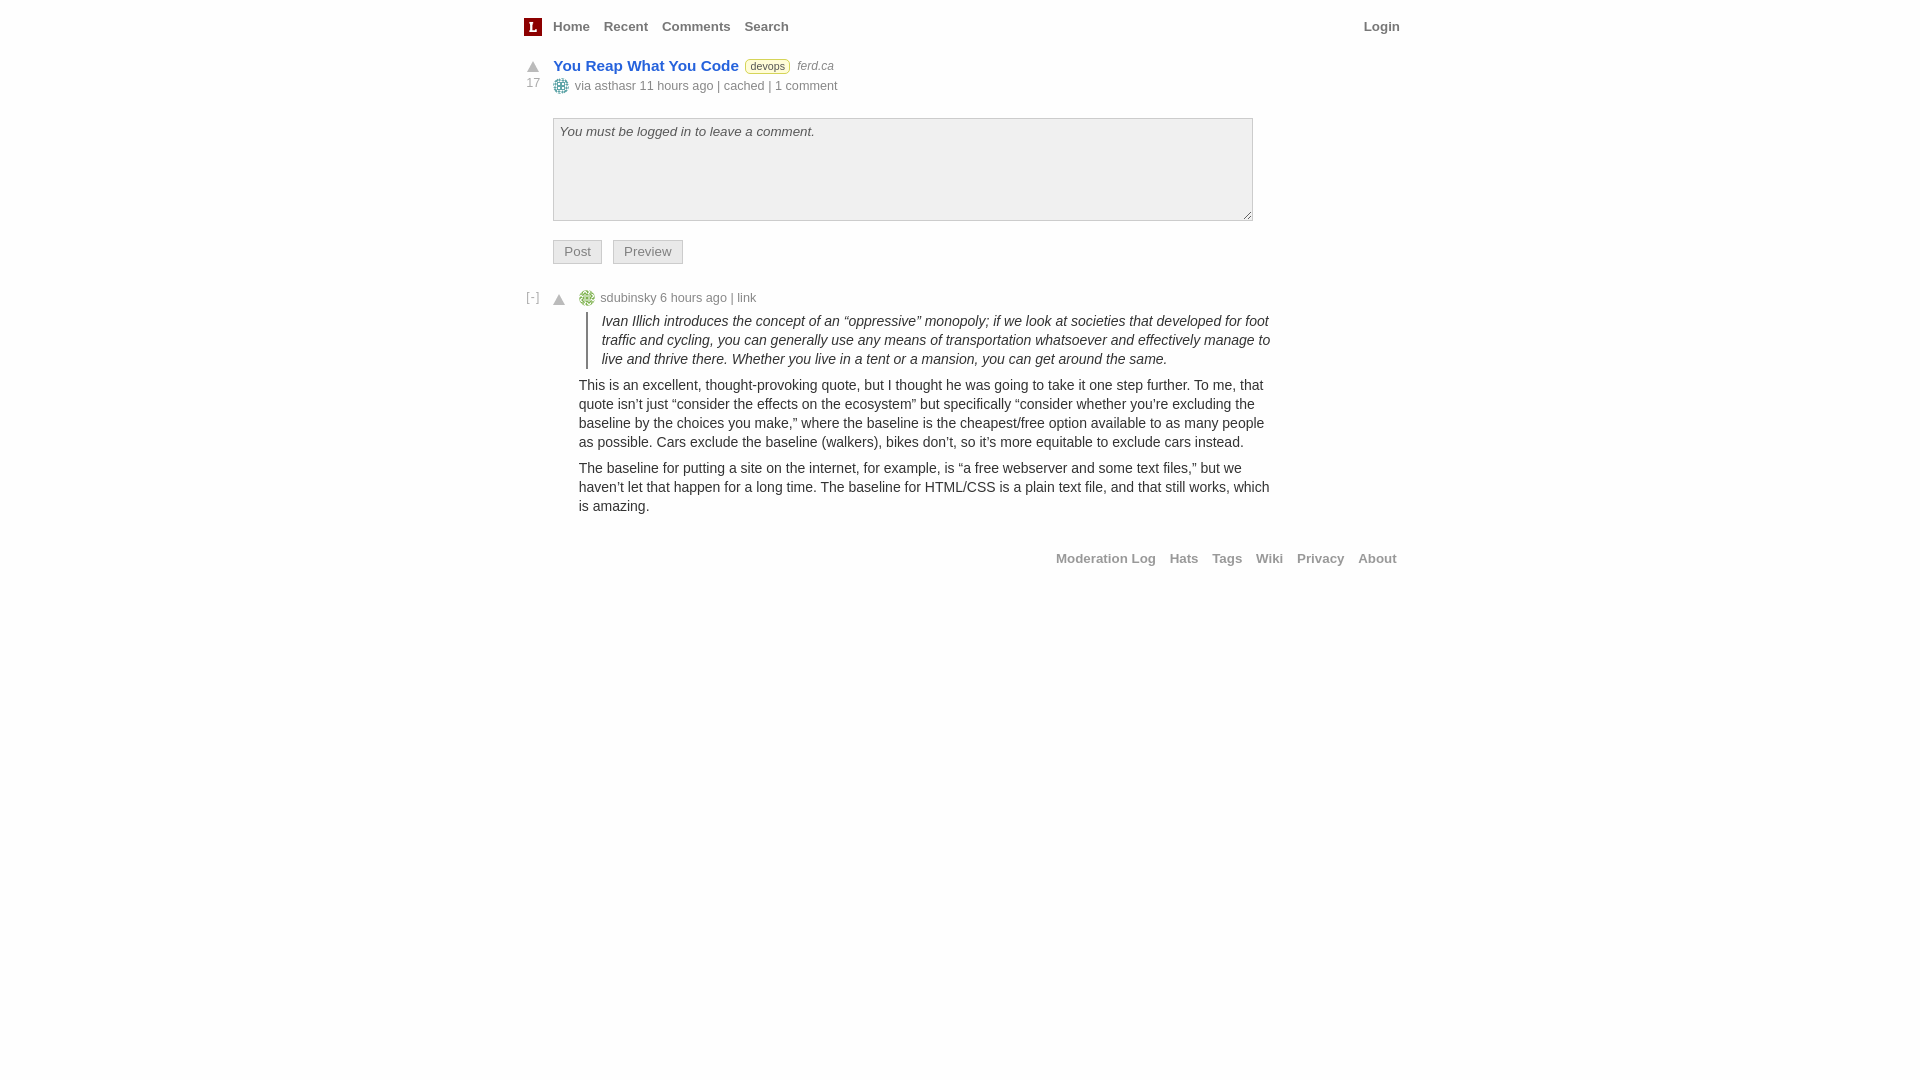 L Home Recent Comments Search Login
You Reap What You Code devops ferd.ca
17
via asthasr 11 hours ago | cached | 1 comment
You must be logged in to leave a comment.
Post Preview
[-] sdubinsky 6 hours ago | link
Ivan Illich introduces the concept of an “oppressive” monopoly; if we look at societies that developed for foot
traffic and cycling, you can generally use any means of transportation whatsoever and effectively manage to
live and thrive there. Whether you live in a tent or a mansion, you can get around the same.
This is an excellent, thought-provoking quote, but I thought he was going to take it one step further. To me, that
quote isn’t just “consider the effects on the ecosystem” but specifically “consider whether you’re excluding the
baseline by the choices you make,” where the baseline is the cheapest/free option available to as many people
as possible. Cars exclude the baseline (walkers), bikes don’t, so it’s more equitable to exclude cars instead.
The baseline for putting a site on the internet, for example, is “a free webserver and some text files,” but we
haven’t let that happen for a long time. The baseline for HTML/CSS is a plain text file, and that still works, which
is amazing.
Moderation Log Hats Tags Wiki Privacy About